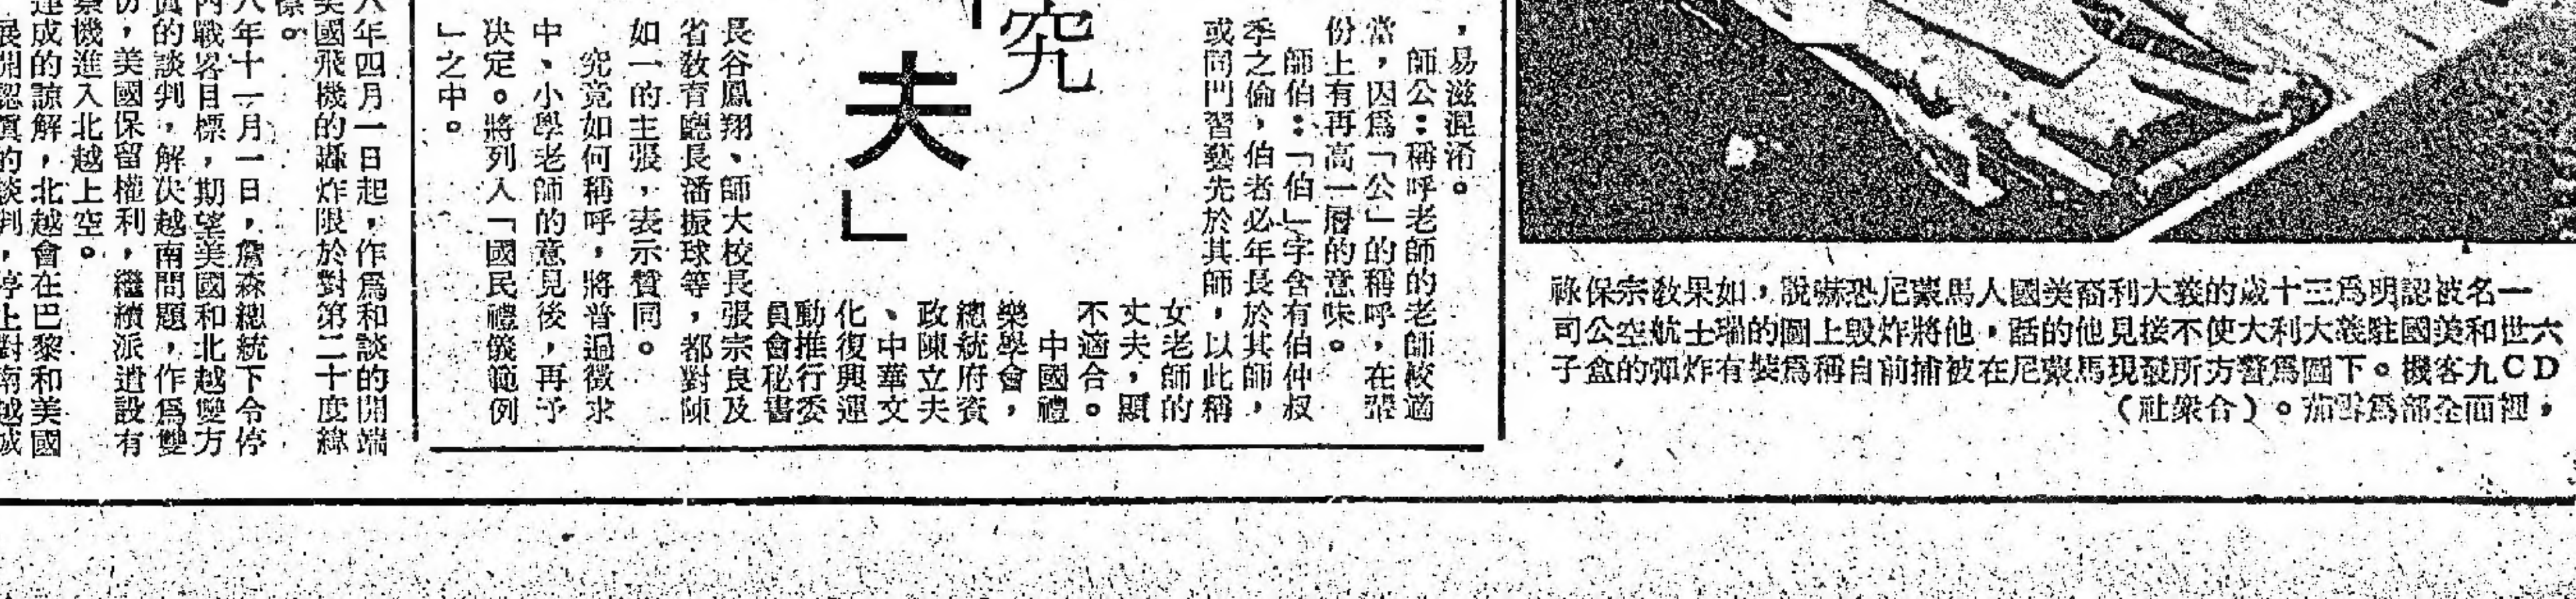 一名被認明為三十歲的義大利裔美國人馬蒙尼恐嚇說，如果教宗保祿
六世和美國駐義大利大使不接見他的話，他將炸毀上圖的瑞士航空公司
ＤＣ九客機。下圖為警方所發現馬蒙尼在被捕前自稱為裝有炸彈的盒子
，裡面全部為茄。（合眾社）
究
夫」
，易滋混淆。
師公：稱呼老師的老師較適
當，因爲「公」的稱呼，在輩
份上有再高一層的意味。
師伯：「伯」字含有伯仲叔
季之倫，伯者必年長於其師，
或同門習藝先於其師，以此稱
女老師的
丈夫，顯
不適合。
中國禮
樂學會，
總統府資
政陳立夫
、中華文
化復興運
動推行委
員會秘書
長谷鳳翔、師大校長張宗良及
省教育廳長潘振球等，都對陳
如一的主張，表示贊同。
究竟如何稱呼，將普遍徵求
中、小學老師的意見後，再予
決定。將列入「國民禮儀範例
」之中。
八年四月一日起，作爲和談的開端
美國飛機的轟炸限於對第二十度緯
標。
八年十一月一日，詹森總統下令停
內戰客目標，期望美國和北越雙方
真的談判，解決越南問題，作爲雙
，美國保留權利，繼續派遣設有
察機進入北越上空。
達成的諒解，北越會在巴黎和美國
展開認真的談判，停止對南越城